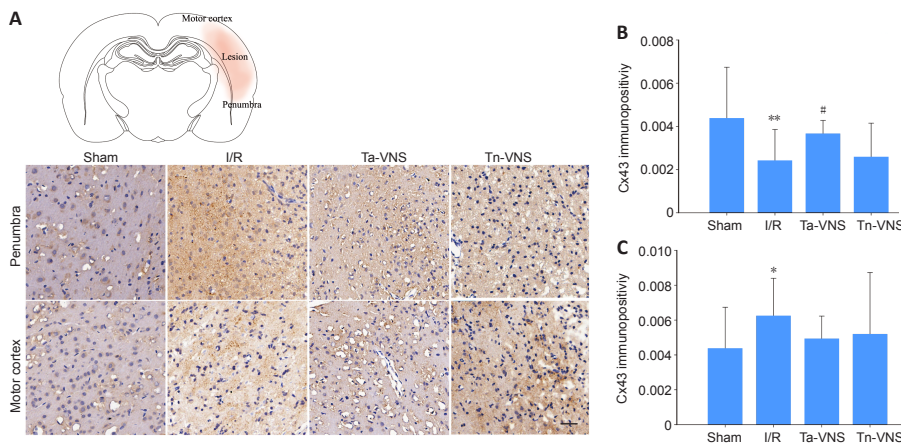 A
Motor cortex
Lesion
Penumbra
Sham I/R Ta-VNS Tn-VNS
Penumbra
Motor cortex
B
Cx43 immunopositiviy
0.008
0.006
0.004
0.002
0
** #
Sham I/R Ta-VNS Tn-VNS
C
Cx43 immunopositiviy
0.010
0.008
0.006
0.004
0.002
0.000
*
Sham I/R Ta-VNS Tn-VNS